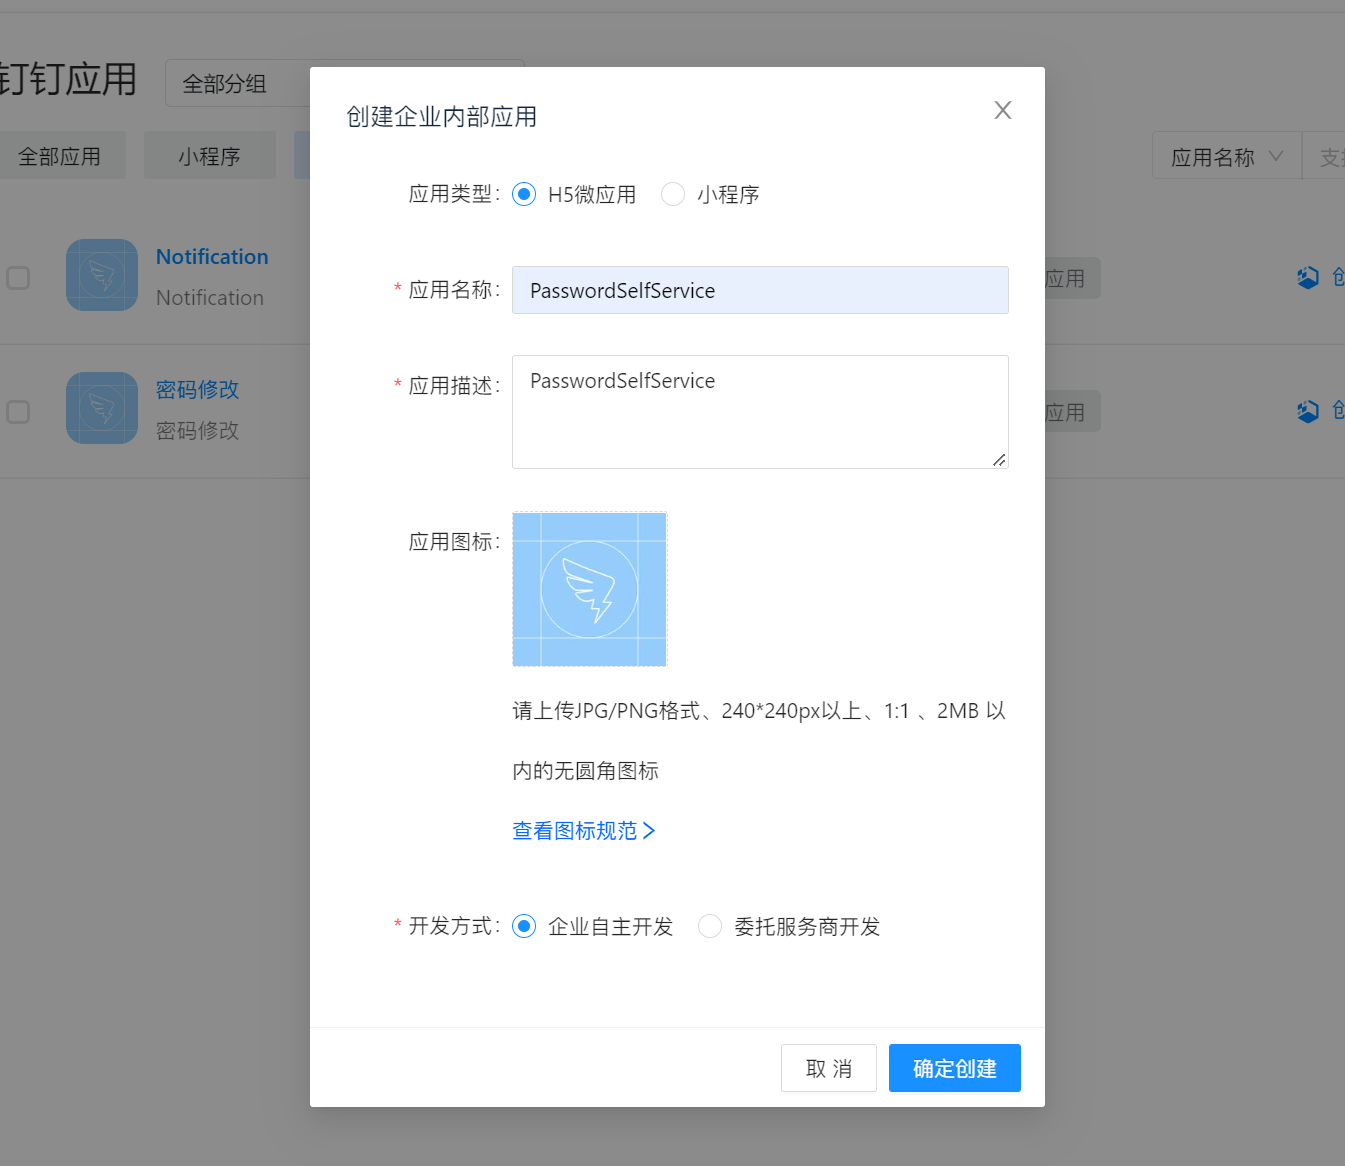 钉钉应用
全部分组
全部应用
小程序
应用名称
Notification
Notification
应用
密码修改
密码修改
应用
创建企业内部应用
应用类型:
H5微应用
小程序
* 应用名称:
PasswordSelfService
* 应用描述:
PasswordSelfService
应用图标:
请上传JPG/PNG格式、240*240px以上、1:1 、2MB 以
内的无圆角图标
查看图标规范
* 开发方式:
企业自主开发
委托服务商开发
取 消
确定创建